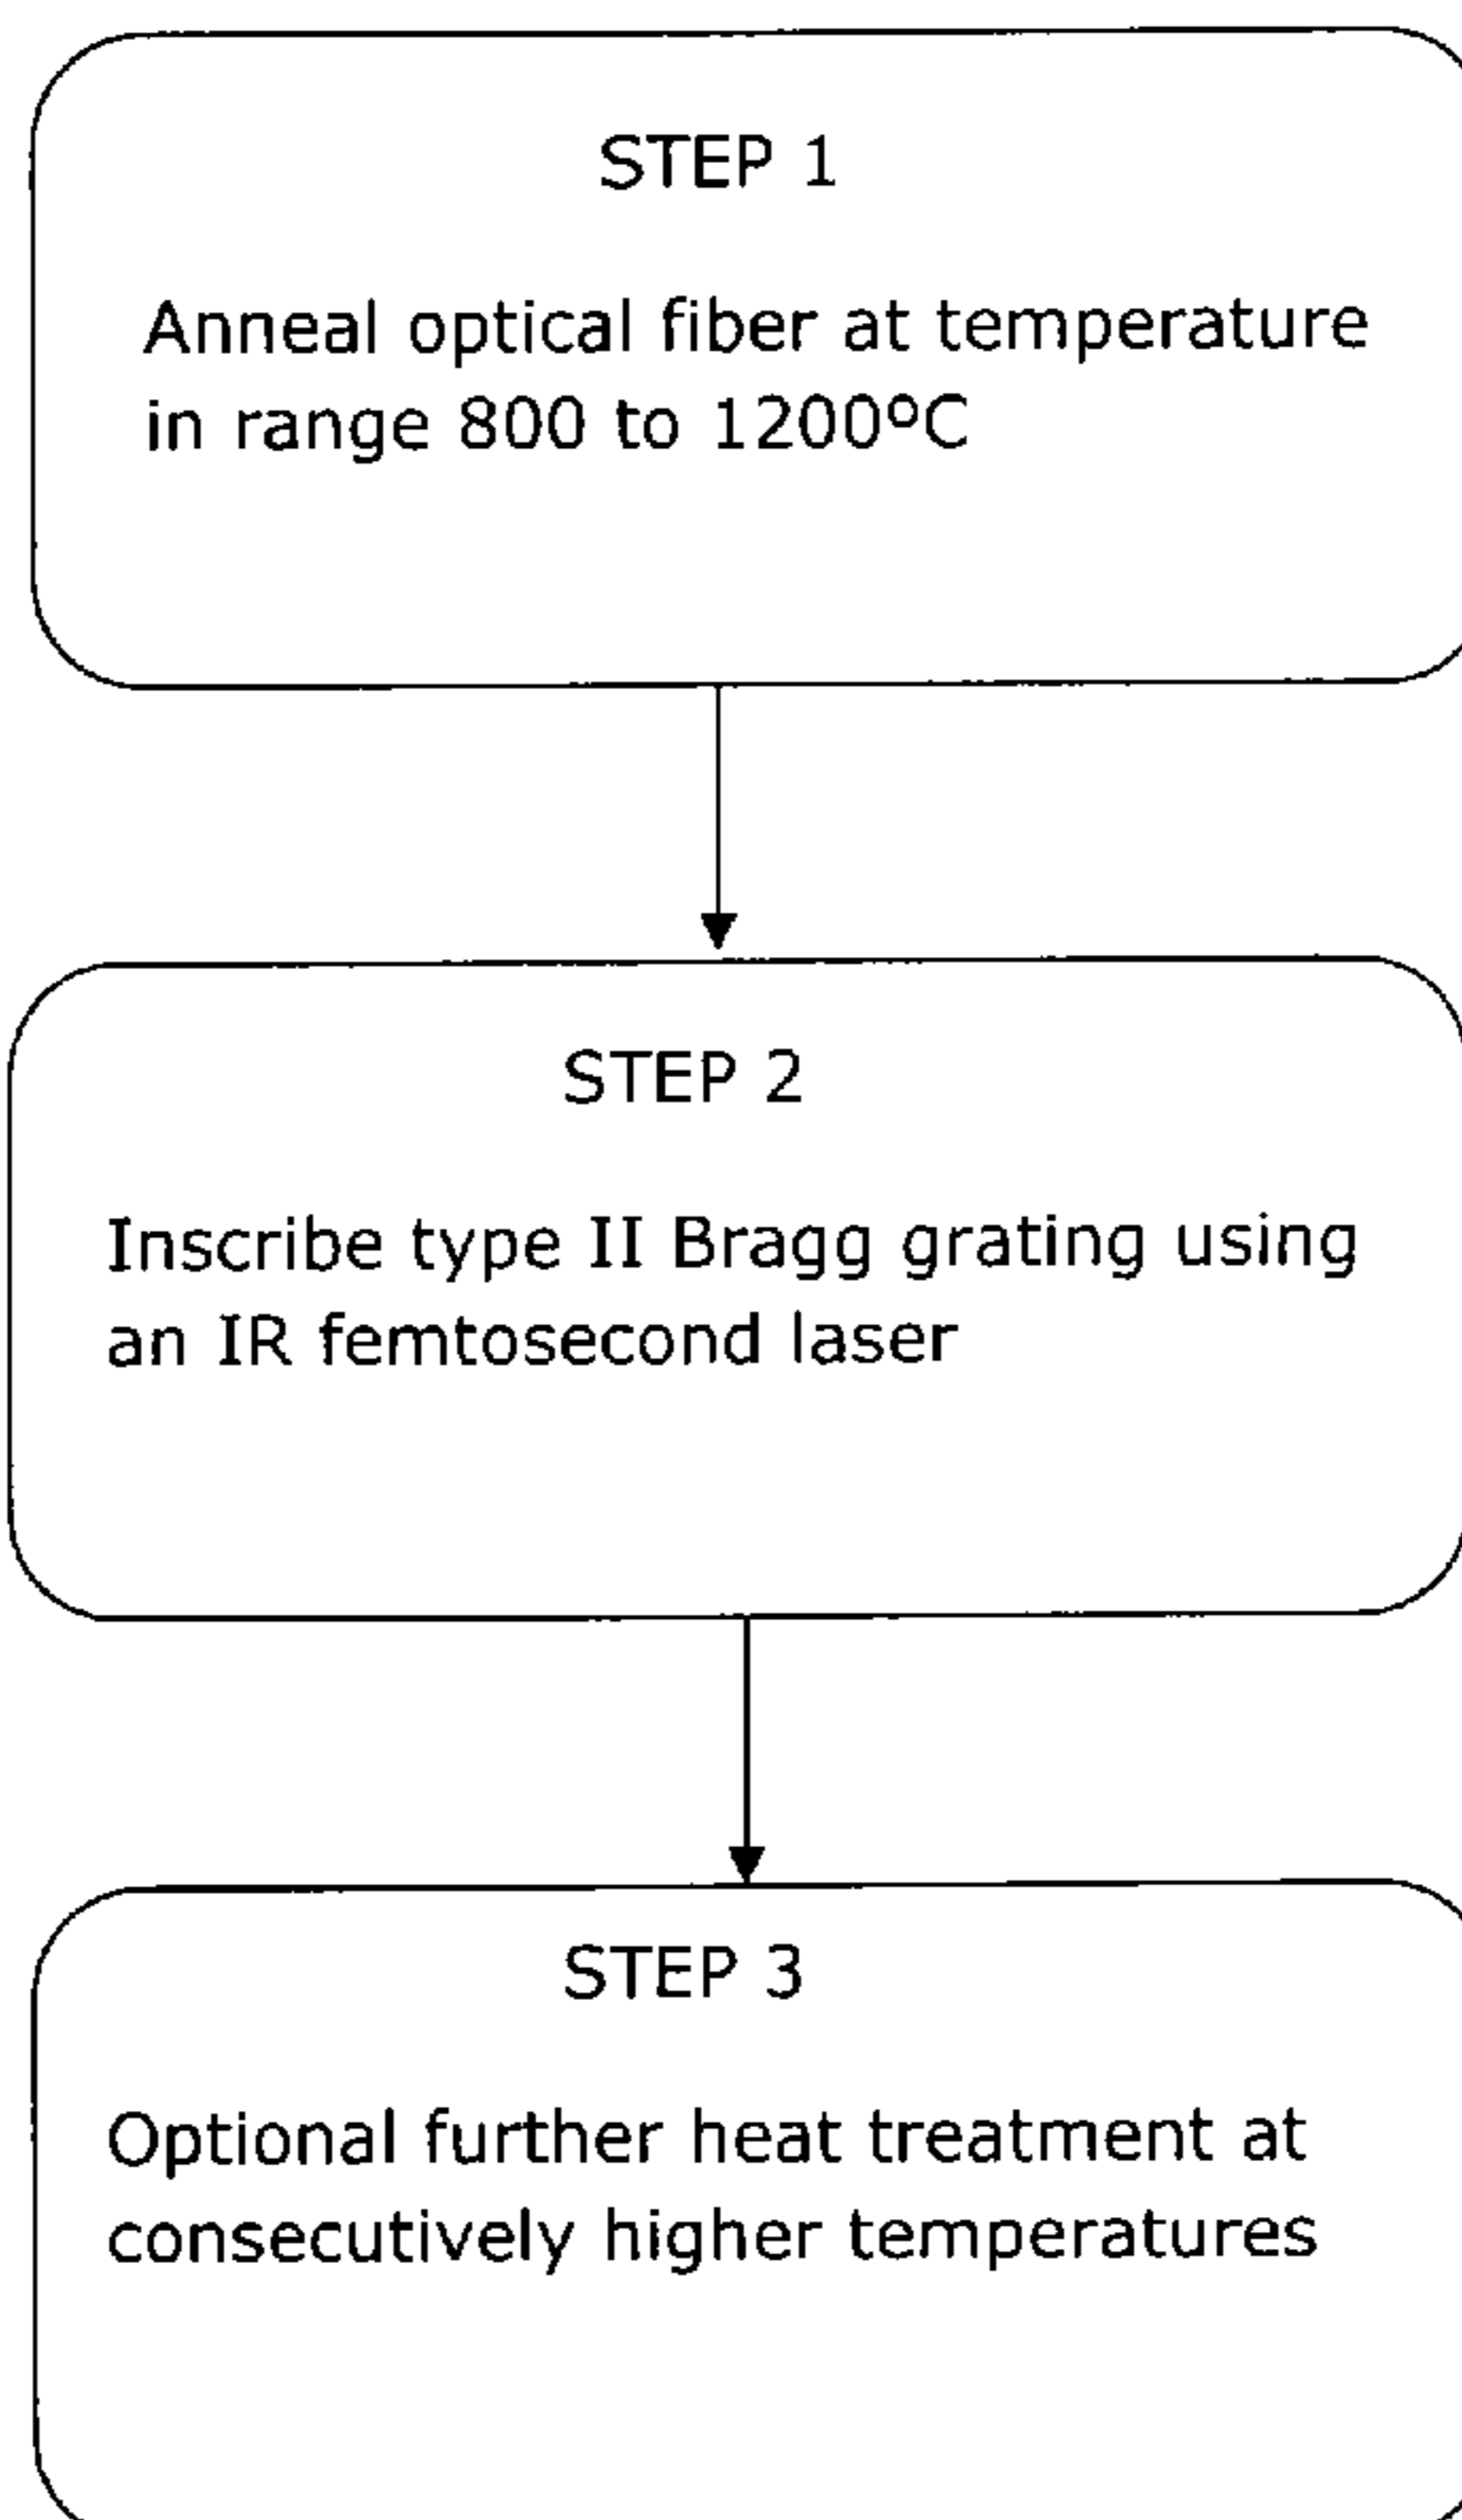 STEP 1
Anneal optical fiber at temperature
in range 800 to 1200ºC
STEP 2
Inscribe type II Bragg grating using
an IR femtosecond laser
STEP 3
Optional further heat treatment at
consecutively higher temperatures